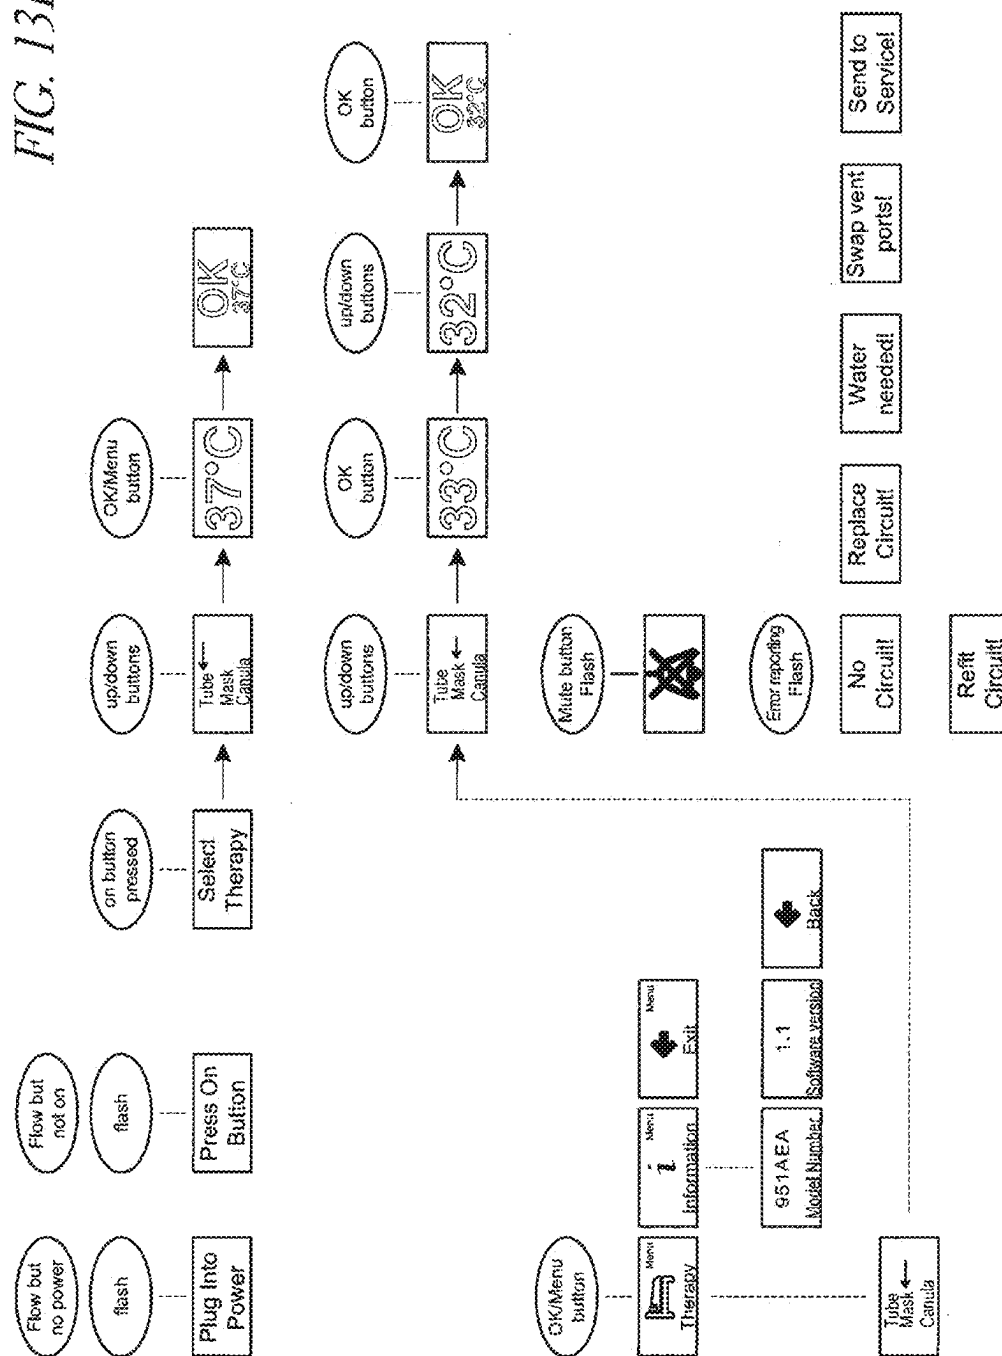 FIG.
Flow but
no power
flash
Plug Into
Power
Flow but
not on
flash
Press On
Button
on button
pressed
Select
Therapy
up/down
buttons
Tube ←
Mask
Canula
OK/Menu
button
37°C
OK
37°C
up/down
buttons
Tube
Mask ←
Canula
OK
button
33°C
up/down
buttons
32°C
OK
button
OK
32°C
OK/Menu
button
Menu
Therapy
Menu
i
Information
Menu
Exit
951AEA
Model Number
1.1
Software version
Back
Tube
Mask ←
Canula
Mute button
Flash
Error reporting
Flash
No
Circuit!
Replace
Circuit!
Water
needed!
Swap vent
ports!
Send to
Service!
Refit
Circuit!